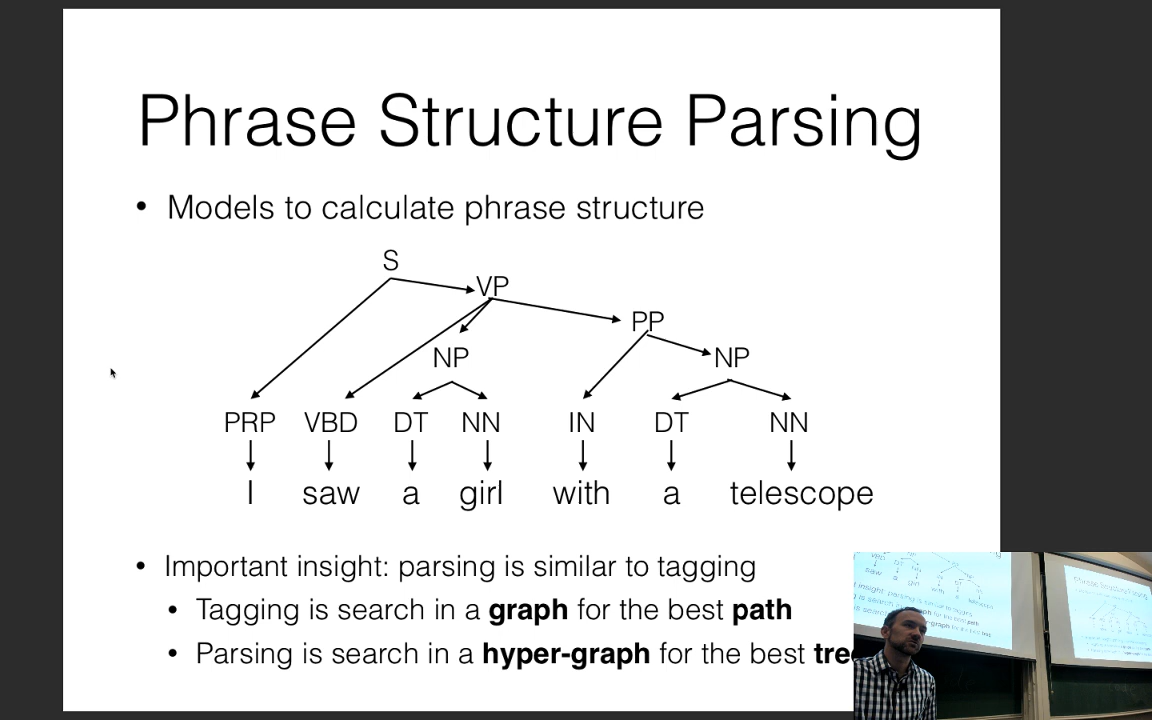 Phrase Structure Parsing
• Models to calculate phrase structure
S
VP
PP
NP NP
PRP VBD DT NN IN DT NN
I saw a girl with a telescope
• Important insight: parsing is similar to tagging
• Tagging is search in a graph for the best path
• Parsing is search in a hyper-graph for the best tree